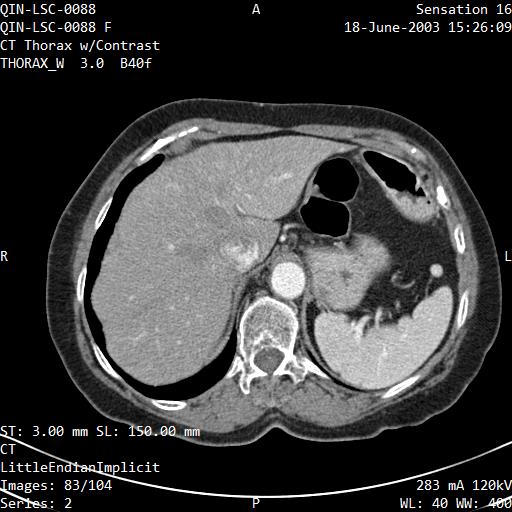 QIN-LSC-0088
A
Sensation 16
QIN-LSC-0088 F
18-June-2003 15:26:09
CT Thorax w/Contrast
THORAX_W 3.0 B40f
R
L
ST: 3.00 mm SL: 150.00 mm
CT
LittleEndianImplicit
Images: 83/104
283 mA 120kV
Series: 2
P
WL: 40 WW: 400